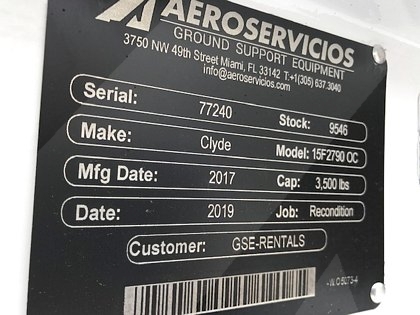 AEROSERVICIOS
GROUND SUPPORT EQUIPMENT
3750 NW 49th Street Miami, FL 33142 T:+1(305) 637.3040
info@aeroservicios.com
Serial: 77240 Stock: 9546
Make: Clyde Model: 15F2790 OC
Mfg Date: 2017 Cap: 3,500 lbs
Date: 2019 Job: Recondition
Customer: GSE-RENTALS